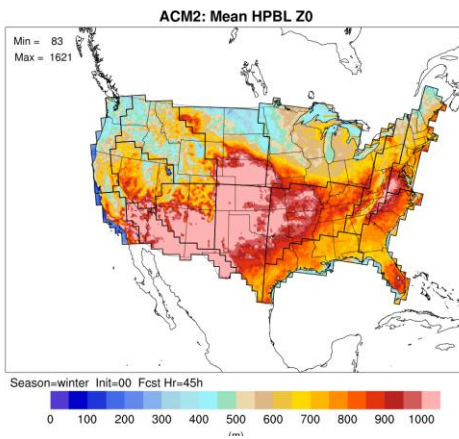 ACM2: Mean HPBL Z0
Min = 83
Max = 1621
Season=winter Init=00 Fcst Hr=45h
0 100 200 300 400 500 600 700 800 900 1000
(m)